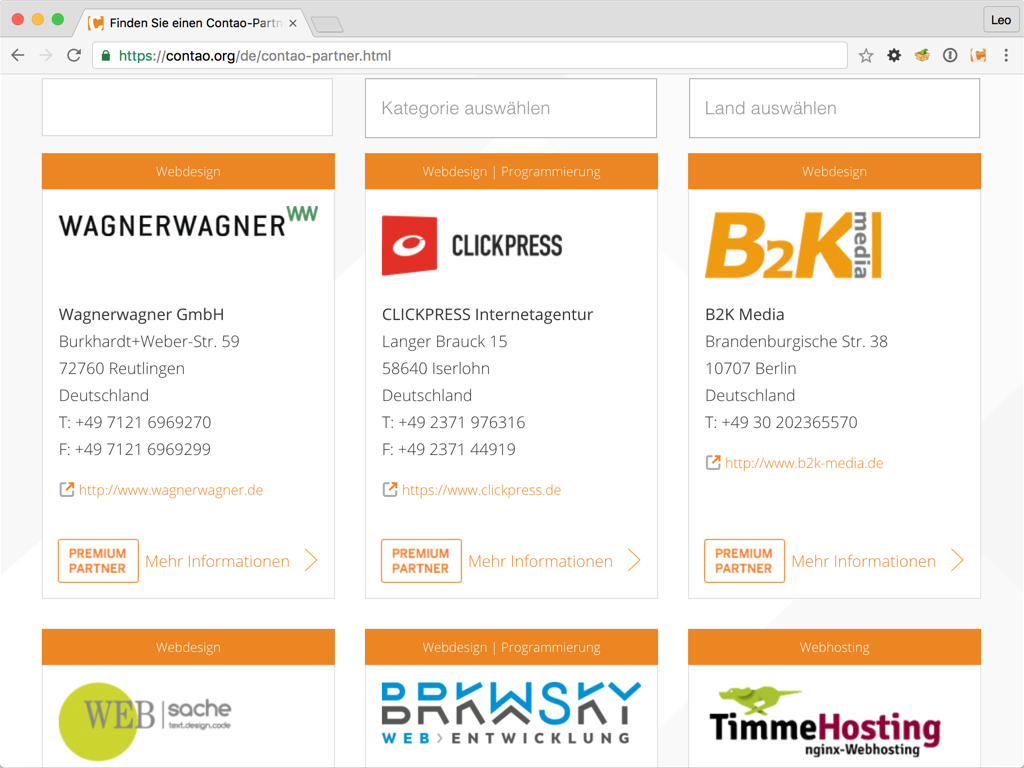 Finden Sie einen Contao-Partn
Leo
https://contao.org/de/contao-partner.html
Kategorie auswählen
Land auswählen
Webdesign
WAGNERWAGNER WW
Wagnerwagner GmbH
Burkhardt+Weber-Str. 59
72760 Reutlingen
Deutschland
T: +49 7121 6969270
F: +49 7121 6969299
http://www.wagnerwagner.de
PREMIUM
PARTNER
Mehr Informationen
Webdesign | Programmierung
CLICKPRESS
CLICKPRESS Internetagentur
Langer Brauck 15
58640 Iserlohn
Deutschland
T: +49 2371 976316
F: +49 2371 44919
https://www.clickpress.de
PREMIUM
PARTNER
Mehr Informationen
Webdesign
B2K media
B2K Media
Brandenburgische Str. 38
10707 Berlin
Deutschland
T: +49 30 202365570
http://www.b2k-media.de
PREMIUM
PARTNER
Mehr Informationen
Webdesign
WEB sache
text.design.code
Webdesign | Programmierung
BRKWSKY
WEB>ENTWICKLUNG
Webhosting
TimmeHosting
nginx-Webhosting